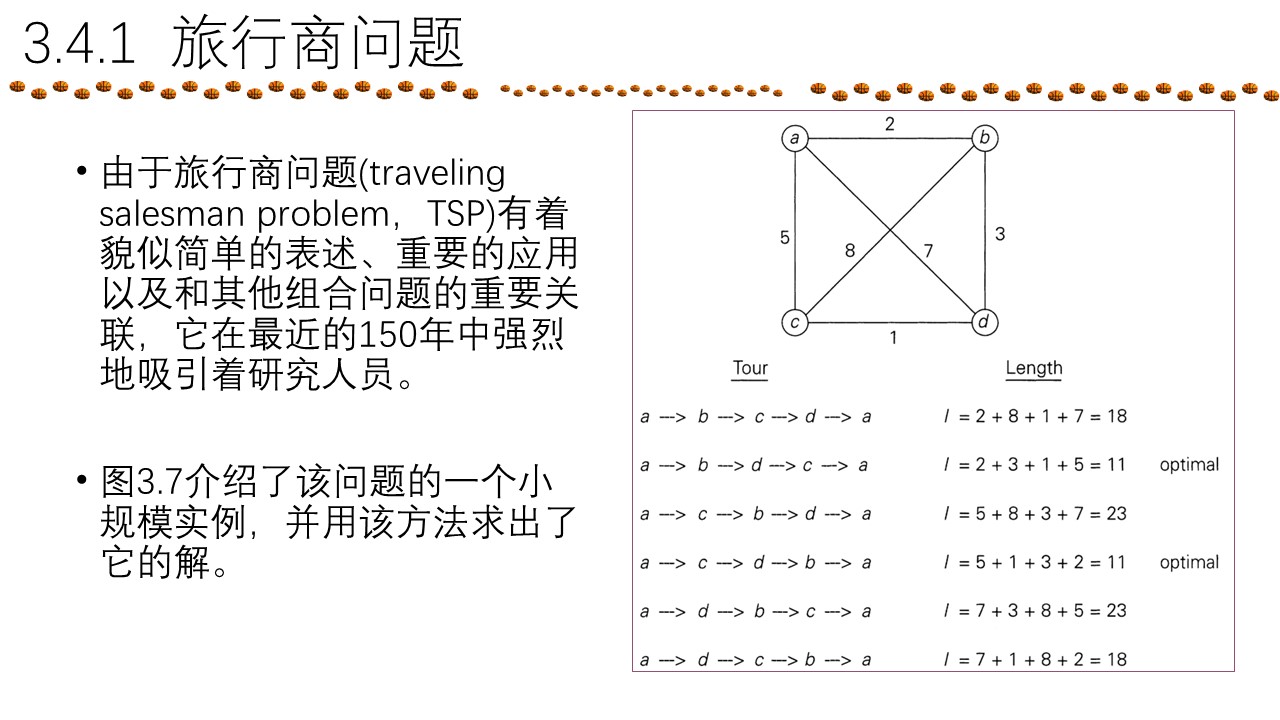 3.4.1 旅行商问题
• 由于旅行商问题(traveling
salesman problem，TSP)有着
貌似简单的表述、重要的应用
以及和其他组合问题的重要关
联，它在最近的150年中强烈
地吸引着研究人员。
• 图3.7介绍了该问题的一个小
规模实例，并用该方法求出了
它的解。
a 2 b
5 8 7 3
c 1 d
Tour Length
a ---> b ---> c ---> d ---> a l = 2 + 8 + 1 + 7 = 18
a ---> b ---> d ---> c ---> a l = 2 + 3 + 1 + 5 = 11 optimal
a ---> c ---> b ---> d ---> a l = 5 + 8 + 3 + 7 = 23
a ---> c ---> d ---> b ---> a l = 5 + 1 + 3 + 2 = 11 optimal
a ---> d ---> b ---> c ---> a l = 7 + 3 + 8 + 5 = 23
a ---> d ---> c ---> b ---> a l = 7 + 1 + 8 + 2 = 18